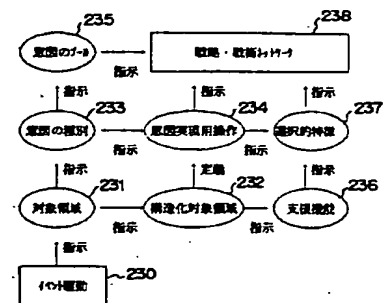 235
238
意図のプール
指示
戦略・戦術ネットワーク
指示
指示
指示
233
234
237
意図の種別
指示
意図実現用操作
指示
選択的特徴
指示
定義
指示
231
232
236
対象領域
指示
構造化対象領域
指示
支援機能
指示
230
イベント駆動